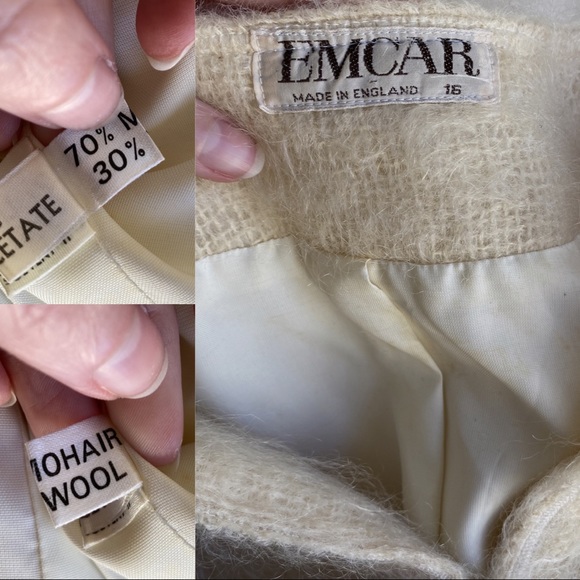 70% M
30%
ETATE
EMCAR
MADE IN ENGLAND 16
MOHAIR
WOOL